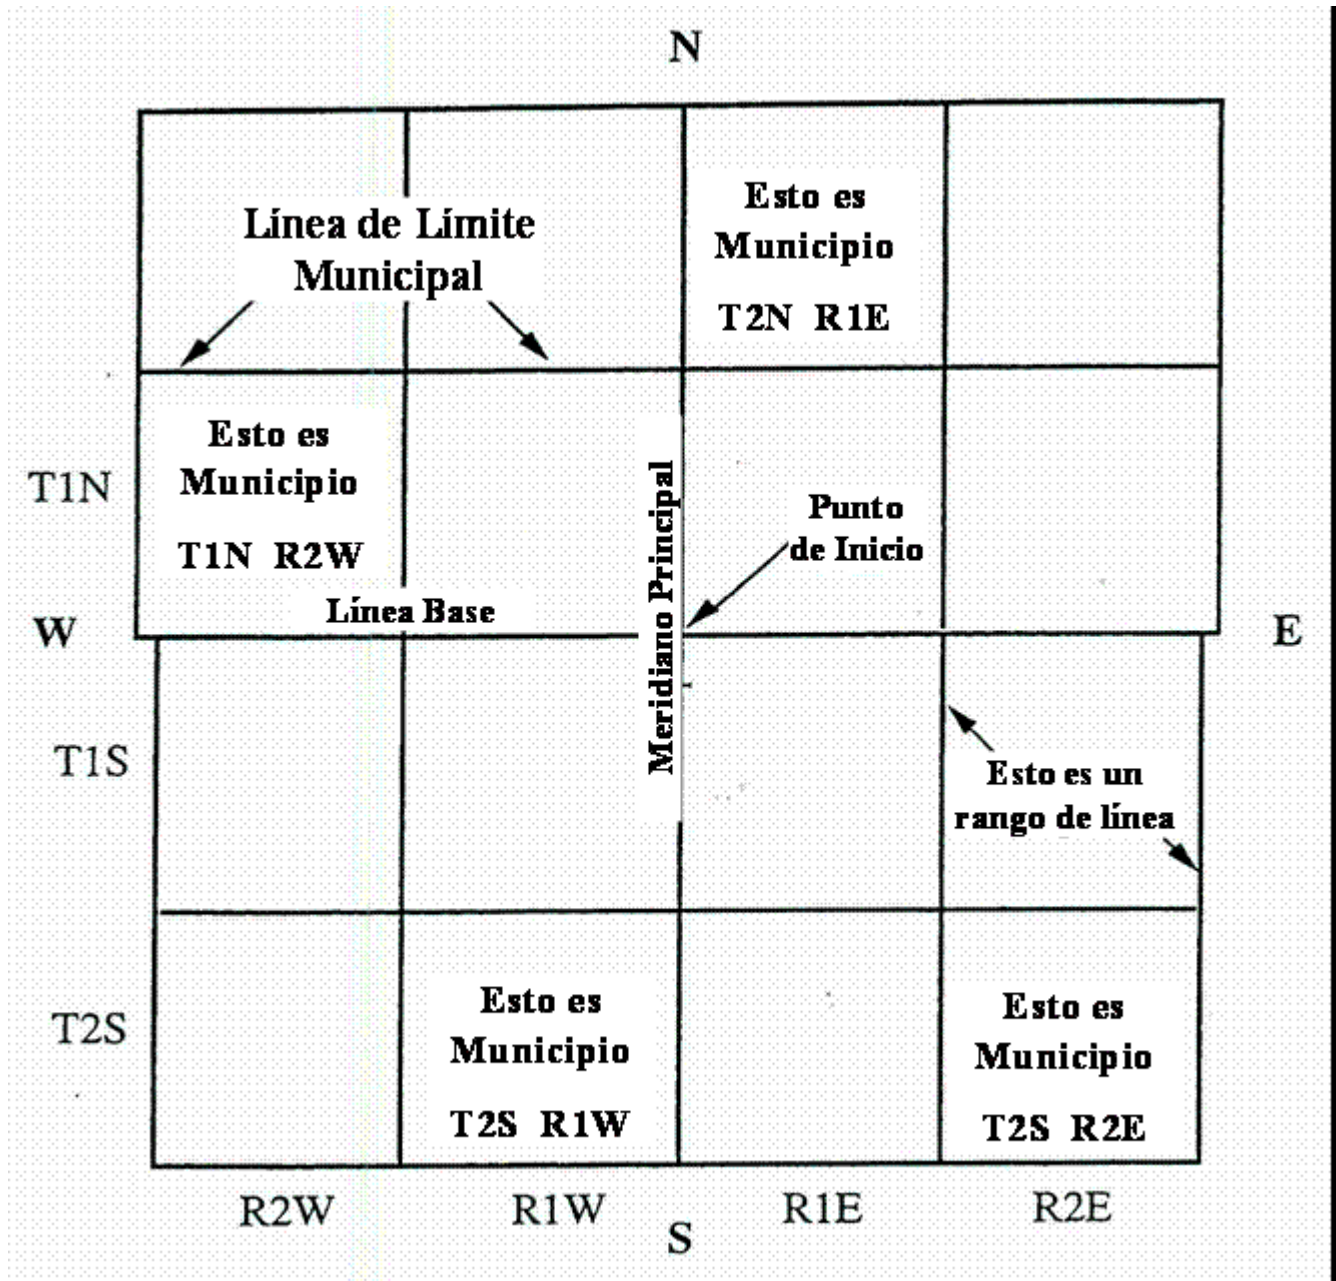 N
Línea de Límite
Municipal
Esto es
Municipio
T2N R1E
T1N
Esto es
Municipio
T1N R2W
Línea Base
Meridiano Principal
Punto
de Inicio
W
E
T1S
Esto es un
rango de línea
T2S
Esto es
Municipio
T2S R1W
Esto es
Municipio
T2S R2E
R2W
R1W
R1E
R2E
S